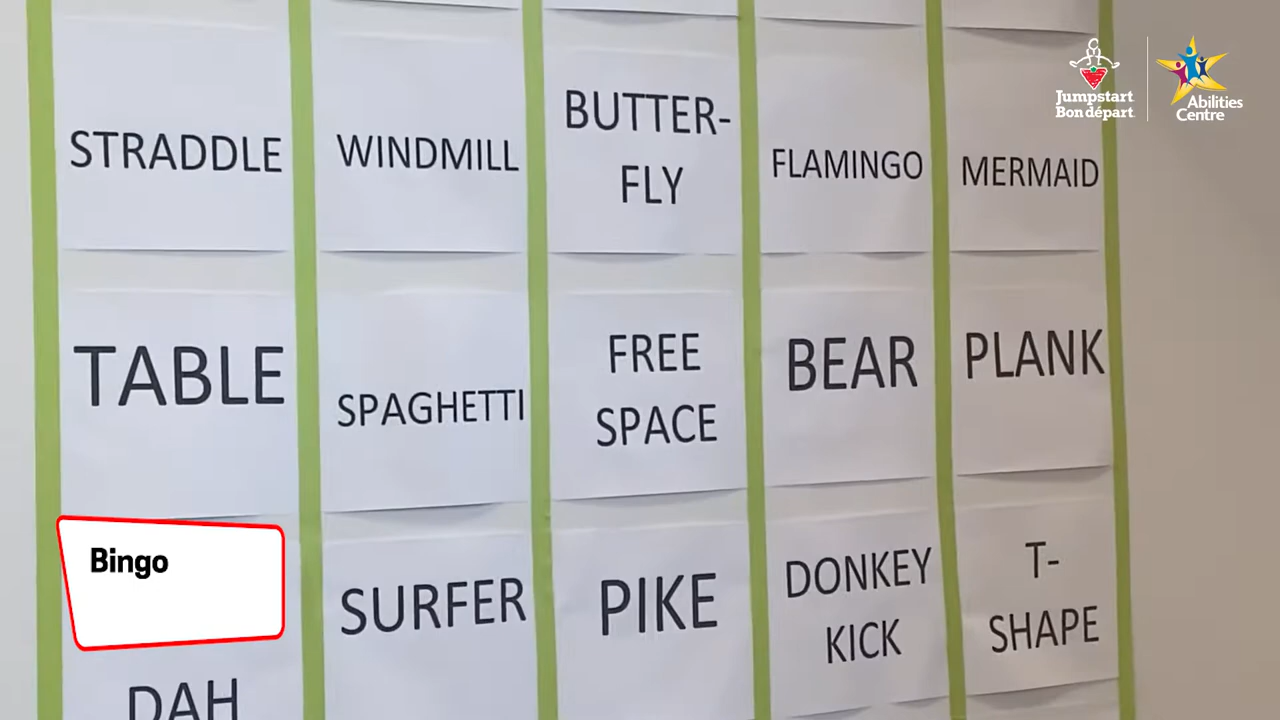 Jumpstart
Bon départ
Abilities
Centre
STRADDLE
WINDMILL
BUTTER-
FLY
FLAMINGO
MERMAID
TABLE
SPAGHETTI
FREE
SPACE
BEAR
PLANK
Bingo
DAH
SURFER
PIKE
DONKEY
KICK
T-
SHAPE